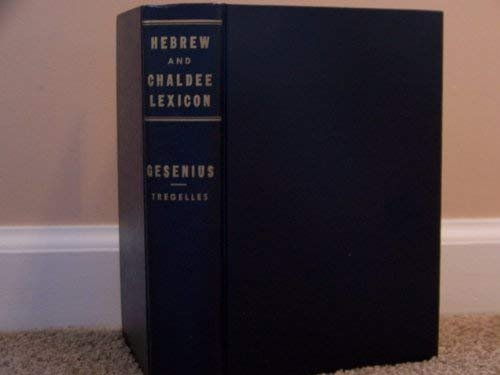 HEBREW
AND
CHALDEE
LEXICON
GESENIUS
TREGELLES